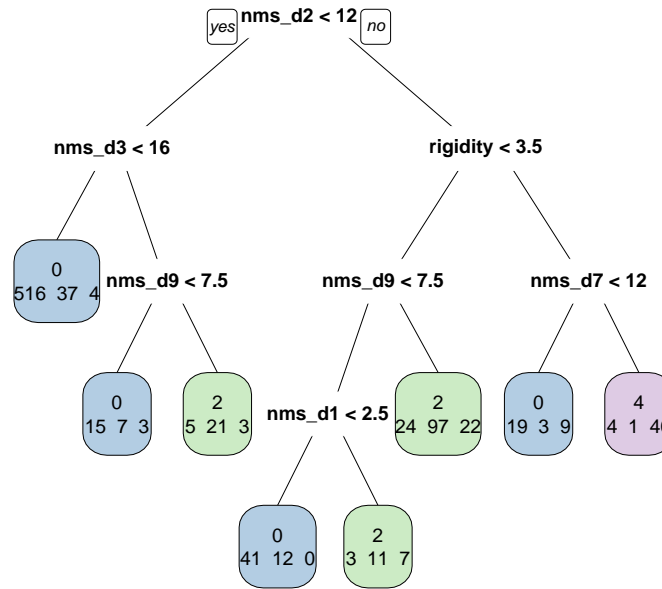 yes nms_d2 < 12 no
nms_d3 < 16
rigidity < 3.5
0
516 37 4
nms_d9 < 7.5
nms_d9 < 7.5
nms_d7 < 12
0
15 7 3
2
5 21 3
nms_d1 < 2.5
2
24 97 22
0
19 3 9
4
4 1
0
41 12 0
2
3 11 7